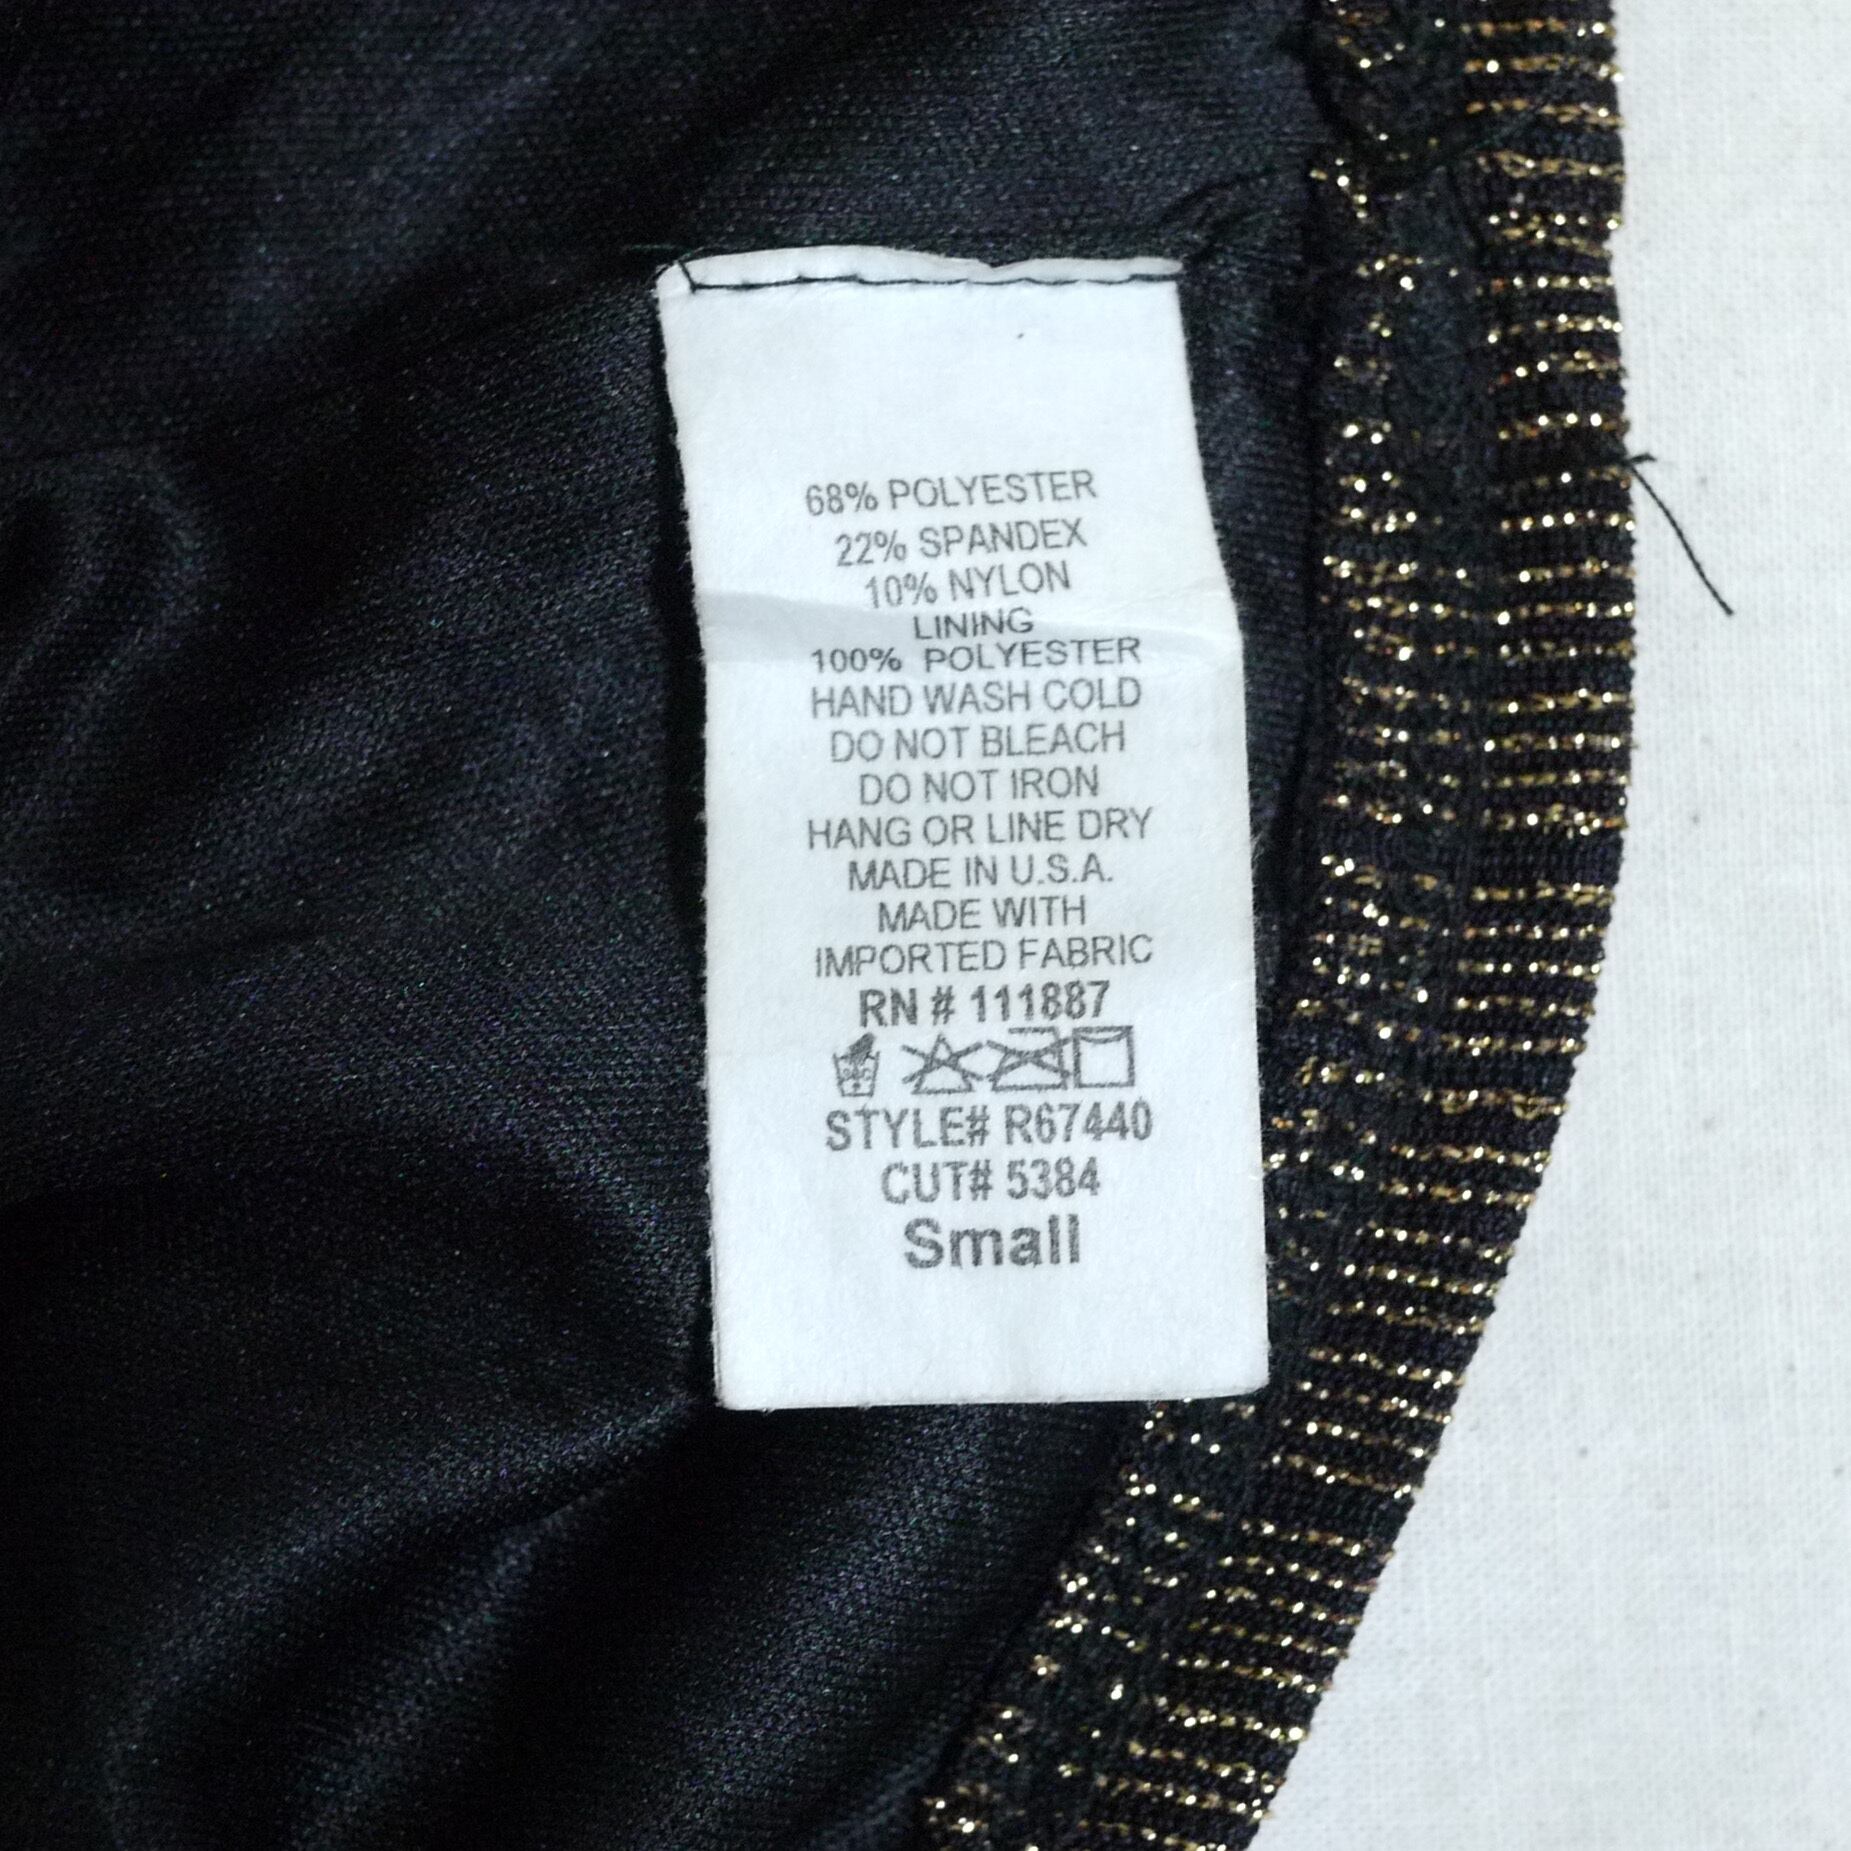 68% POLYESTER
22% SPANDEX
10% NYLON
LINING
100% POLYESTER
HAND WASH COLD
DO NOT BLEACH
DO NOT IRON
HANG OR LINE DRY
MADE IN U.S.A.
MADE WITH
IMPORTED FABRIC
RN # 111887
STYLE# R67440
CUT# 5384
Small